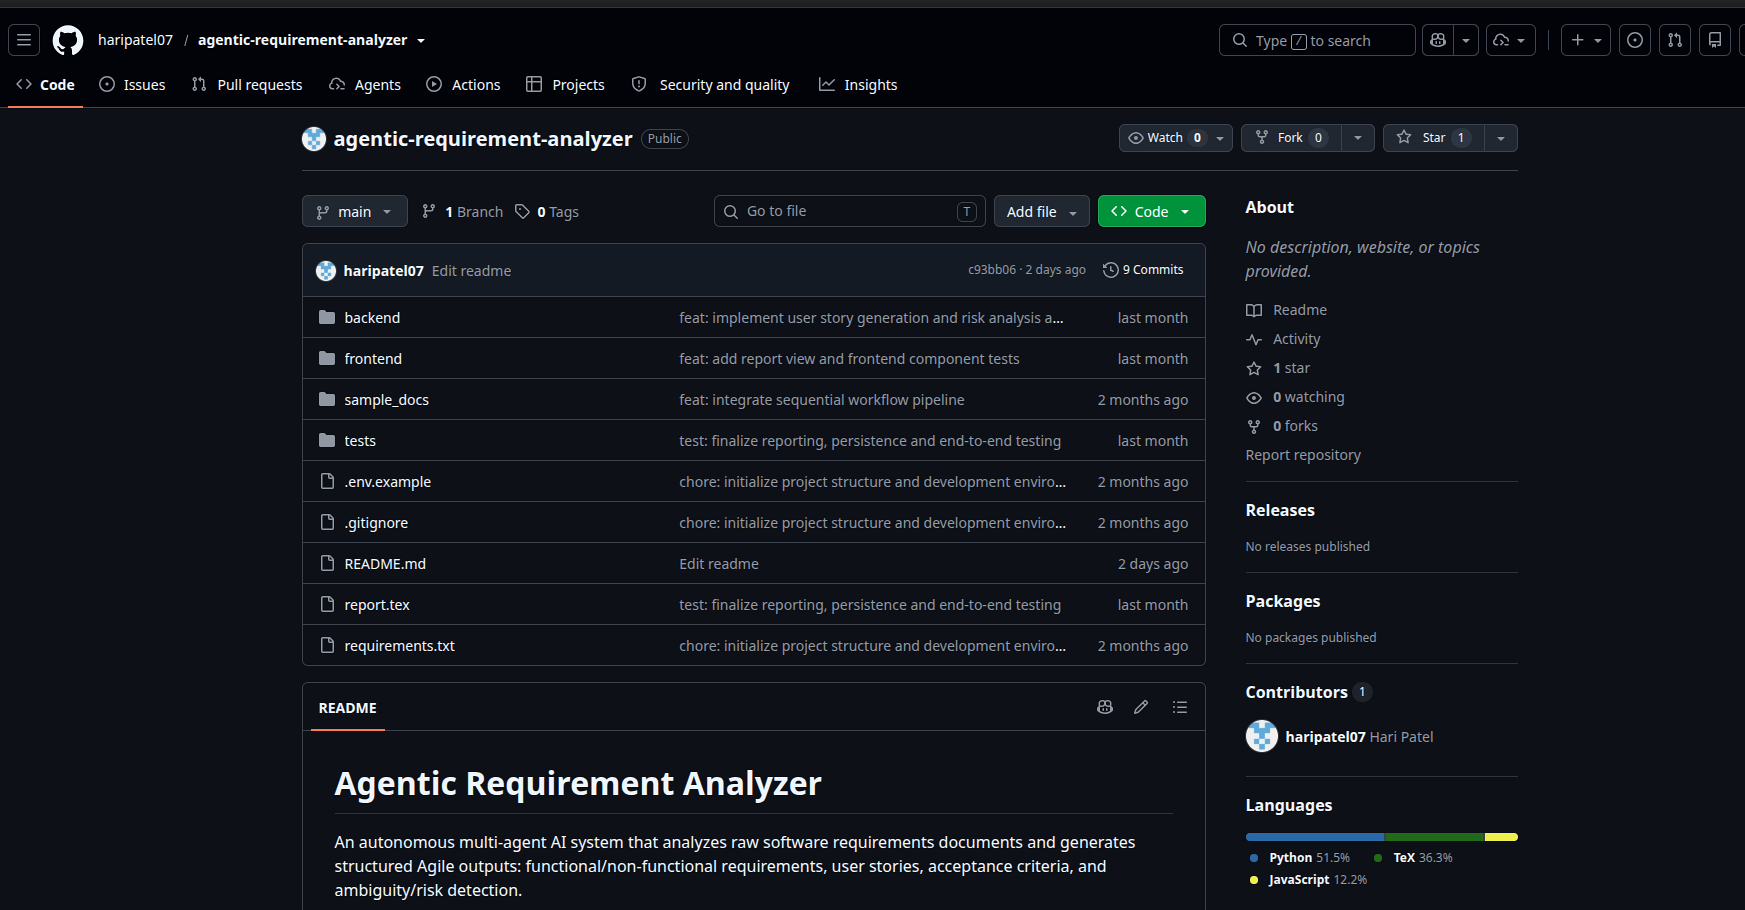 haripatel07 / agentic-requirement-analyzer
Type / to search
Code
Issues
Pull requests
Agents
Actions
Projects
Security and quality
Insights
agentic-requirement-analyzer Public
Watch 0
Fork 0
Star 1
main
1 Branch
0 Tags
Go to file
T
Add file
Code
haripatel07 Edit readme
c93bb06 · 2 days ago
9 Commits
backend feat: implement user story generation and risk analysis a... last month
frontend feat: add report view and frontend component tests last month
sample_docs feat: integrate sequential workflow pipeline 2 months ago
tests test: finalize reporting, persistence and end-to-end testing last month
.env.example chore: initialize project structure and development enviro... 2 months ago
.gitignore chore: initialize project structure and development enviro... 2 months ago
README.md Edit readme 2 days ago
report.tex test: finalize reporting, persistence and end-to-end testing last month
requirements.txt chore: initialize project structure and development enviro... 2 months ago
README
Agentic Requirement Analyzer
An autonomous multi-agent AI system that analyzes raw software requirements documents and generates
structured Agile outputs: functional/non-functional requirements, user stories, acceptance criteria, and
ambiguity/risk detection.
About
No description, website, or topics
provided.
Readme
Activity
1 star
0 watching
0 forks
Report repository
Releases
No releases published
Packages
No packages published
Contributors 1
haripatel07 Hari Patel
Languages
Python 51.5%
TeX 36.3%
JavaScript 12.2%